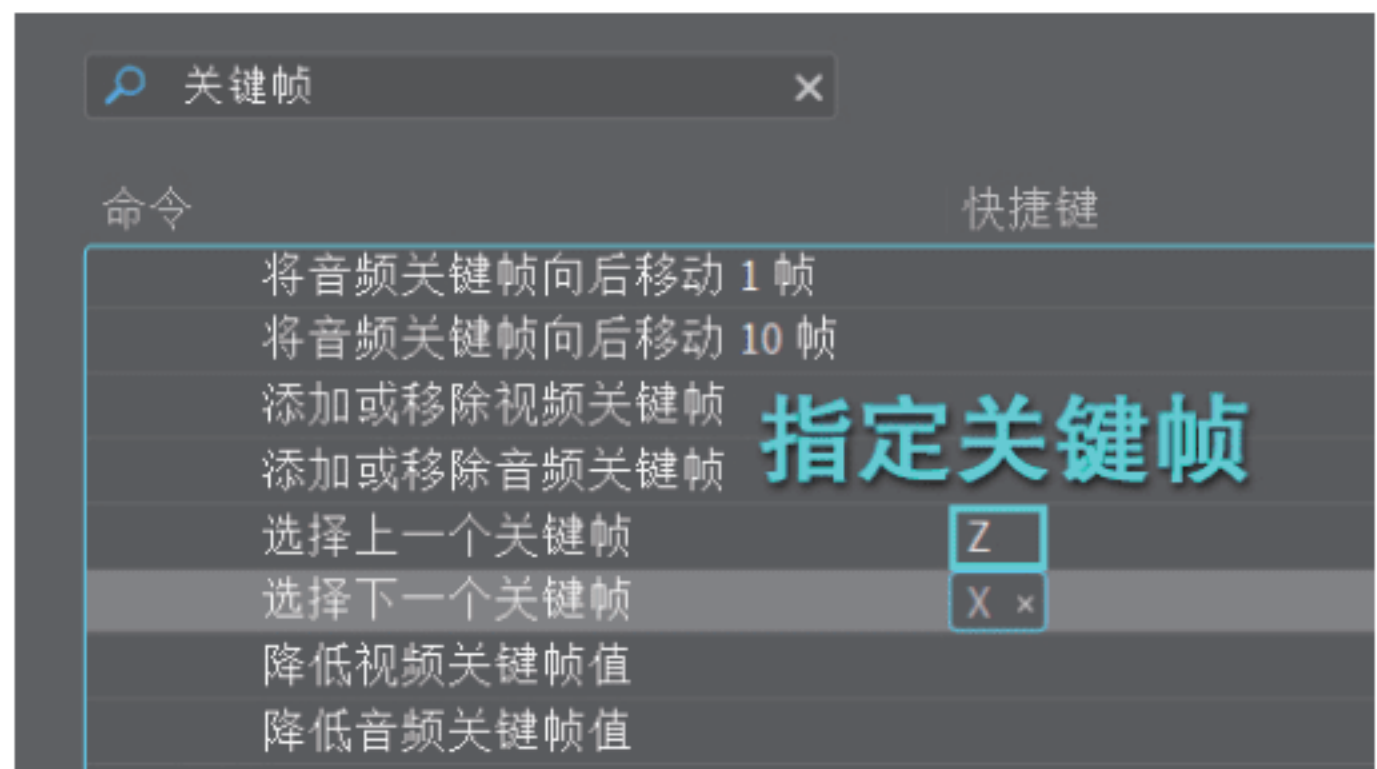 关键帧 ×
命令 快捷键
将音频关键帧向后移动 1 帧
将音频关键帧向后移动 10 帧
添加或移除视频关键帧
指定关键帧
添加或移除音频关键帧
选择上一个关键帧 Z
选择下一个关键帧 X ×
降低视频关键帧值
降低音频关键帧值